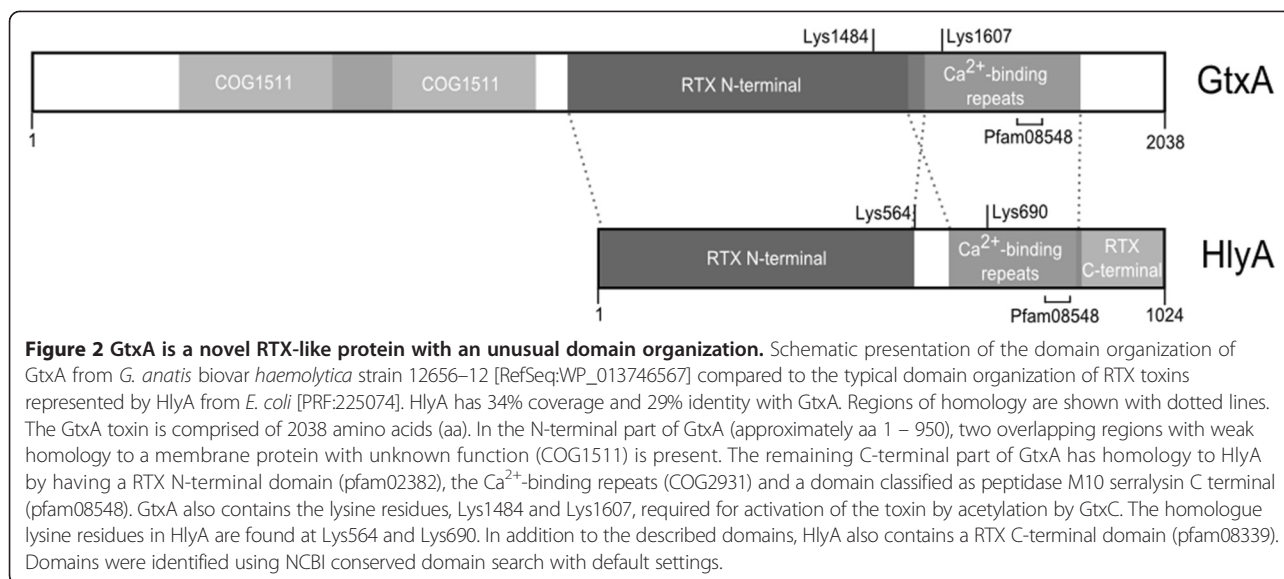 Lys1484 Lys1607
COG1511 COG1511 RTX N-terminal Ca2+-binding repeats GtxA
Pfam08548
1 2038
Lys564 Lys690
RTX N-terminal Ca2+-binding repeats RTX C-terminal HlyA
Pfam08548
1 1024
Figure 2 GtxA is a novel RTX-like protein with an unusual domain organization. Schematic presentation of the domain organization of
GtxA from G. anatis biovar haemolytica strain 12656–12 [RefSeq:WP_013746567] compared to the typical domain organization of RTX toxins
represented by HlyA from E. coli [PRF:225074]. HlyA has 34% coverage and 29% identity with GtxA. Regions of homology are shown with dotted lines.
The GtxA toxin is comprised of 2038 amino acids (aa). In the N-terminal part of GtxA (approximately aa 1 – 950), two overlapping regions with weak
homology to a membrane protein with unknown function (COG1511) is present. The remaining C-terminal part of GtxA has homology to HlyA
by having a RTX N-terminal domain (pfam02382), the Ca2+-binding repeats (COG2931) and a domain classified as peptidase M10 serralysin C terminal
(pfam08548). GtxA also contains the lysine residues, Lys1484 and Lys1607, required for activation of the toxin by acetylation by GtxC. The homologue
lysine residues in HlyA are found at Lys564 and Lys690. In addition to the described domains, HlyA also contains a RTX C-terminal domain (pfam08339).
Domains were identified using NCBI conserved domain search with default settings.